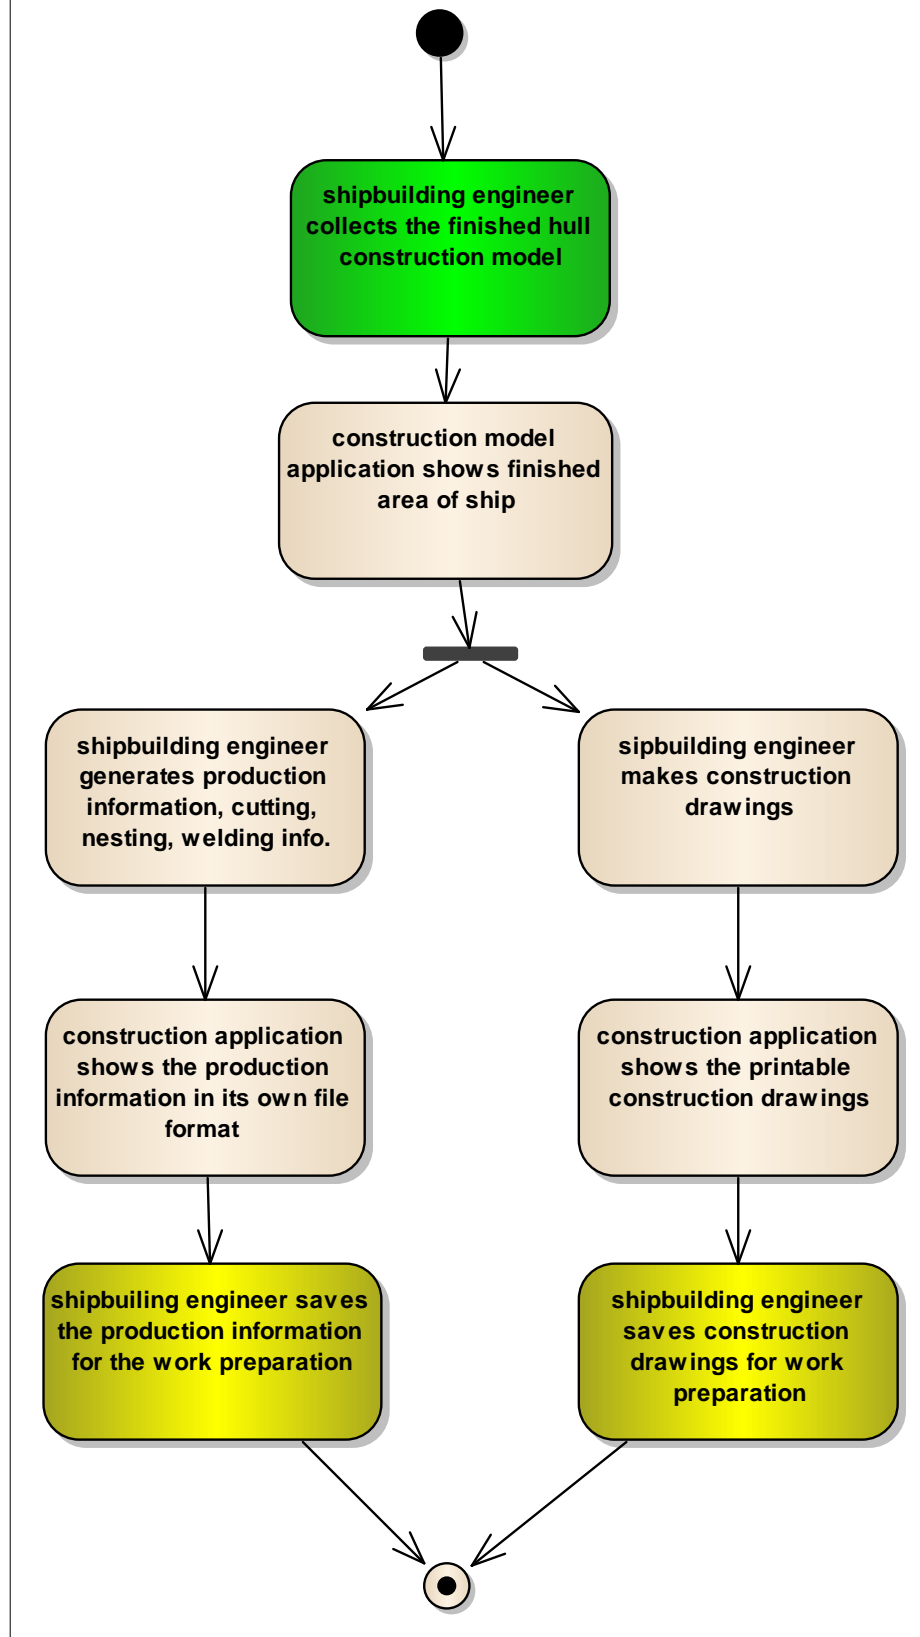 shipbuilding engineer
collects the finished hull
construction model
construction model
application shows finished
area of ship
shipbuilding engineer
generates production
information, cutting,
nesting, welding info.
sipbuilding engineer
makes construction
drawings
construction application
shows the production
information in its own file
format
construction application
shows the printable
construction drawings
shipbuiling engineer saves
the production information
for the work preparation
shipbuilding engineer
saves construction
drawings for work
preparation